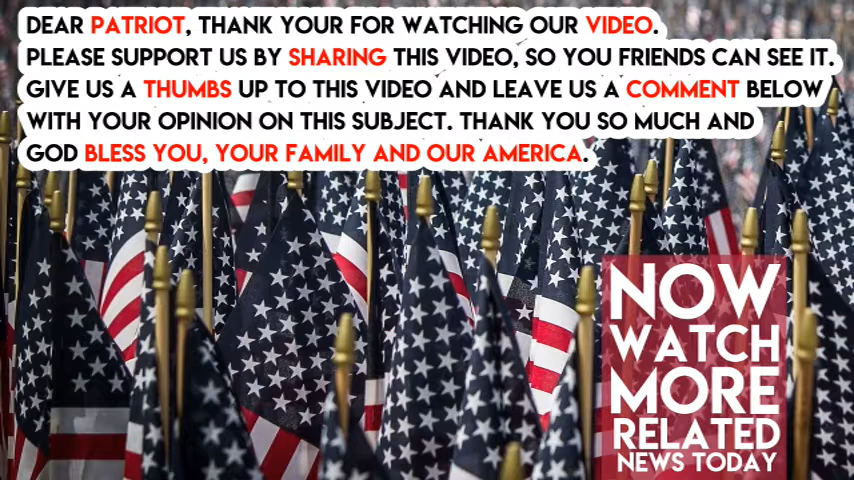 DEAR PATRIOT, THANK YOUR FOR WATCHING OUR VIDEO.
PLEASE SUPPORT US BY SHARING THIS VIDEO, SO YOU FRIENDS CAN SEE IT.
GIVE US A THUMBS UP TO THIS VIDEO AND LEAVE US A COMMENT BELOW
WITH YOUR OPINION ON THIS SUBJECT. THANK YOU SO MUCH AND
GOD BLESS YOU, YOUR FAMILY AND OUR AMERICA.
NOW
WATCH
MORE
RELATED
NEWS TODAY